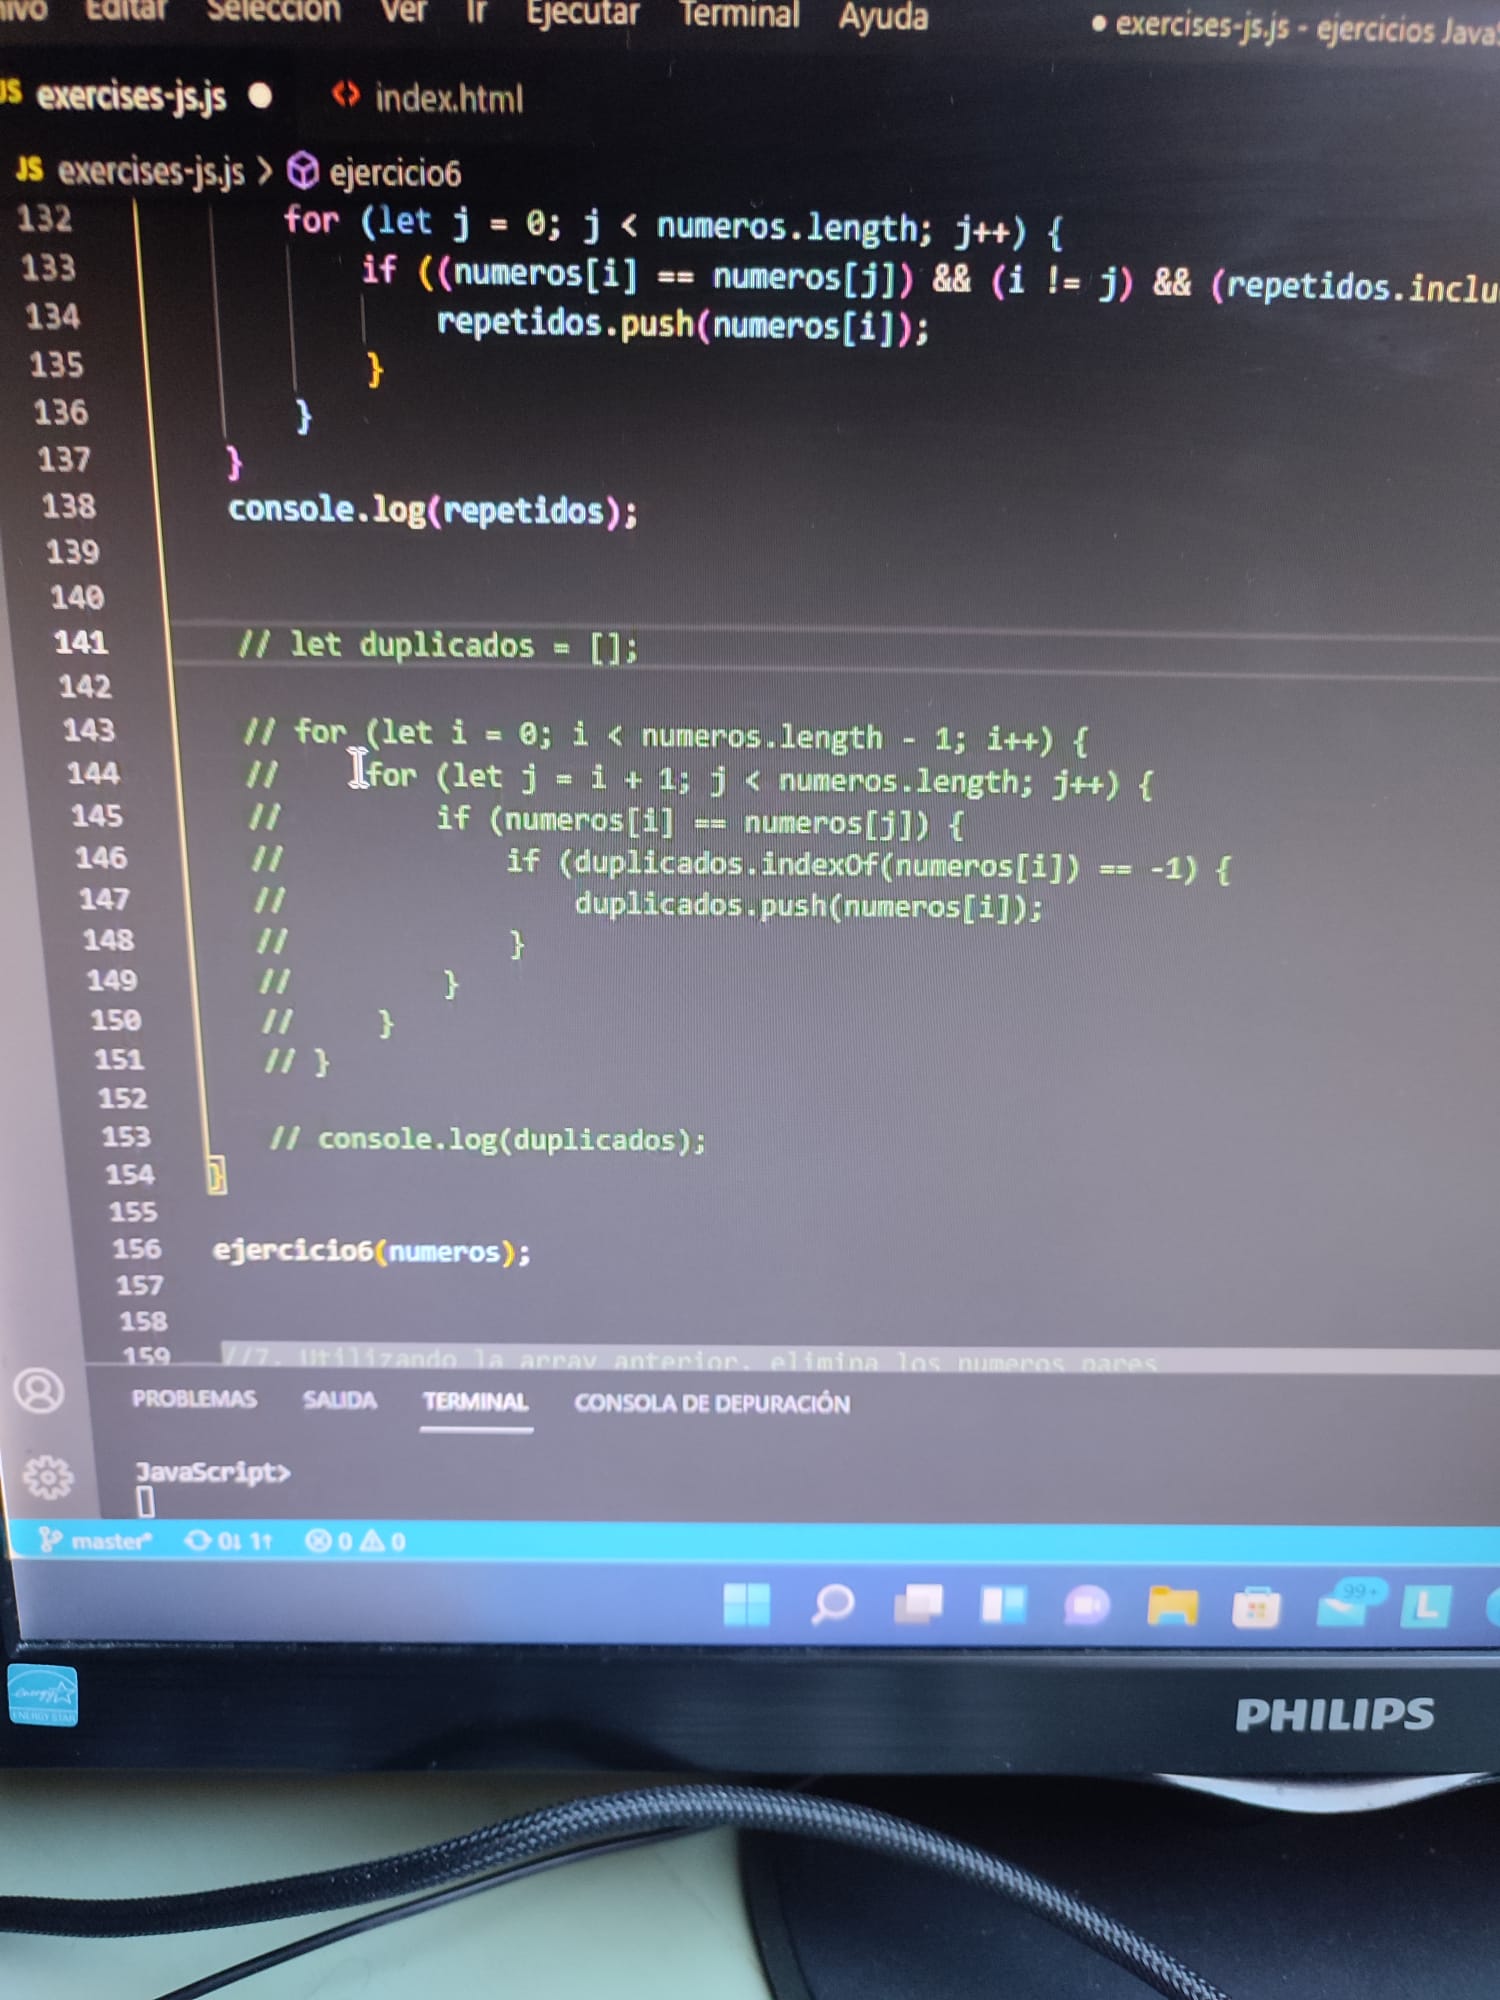 Editar Selección Ver Ir Ejecutar Terminal Ayuda ● exercises-js.js - ejercicios Java
JS exercises-js.js ● <> index.html
JS exercises-js.js > ejercicio6
132 for (let j = 0; j < numeros.length; j++) {
133 if ((numeros[i] == numeros[j]) && (i != j) && (repetidos.inclu
134 repetidos.push(numeros[i]);
135 }
136 }
137 }
138 console.log(repetidos);
139
140
141 // let duplicados = [];
142
143 // for (let i = 0; i < numeros.length - 1; i++) {
144 // for (let j = i + 1; j < numeros.length; j++) {
145 // if (numeros[i] == numeros[j]) {
146 // if (duplicados.indexOf(numeros[i]) == -1) {
147 // duplicados.push(numeros[i]);
148 // }
149 // }
150 // }
151 // }
152
153 // console.log(duplicados);
154 }
155
156 ejercicio6(numeros);
157
158
159 //7. Utilizando la array anterior, elimina los numeros pares
PROBLEMAS SALIDA TERMINAL CONSOLA DE DEPURACIÓN
JavaScript>
master* 0↓ 1↑ 0 0
99+
L
energy
ENERGY STAR
PHILIPS